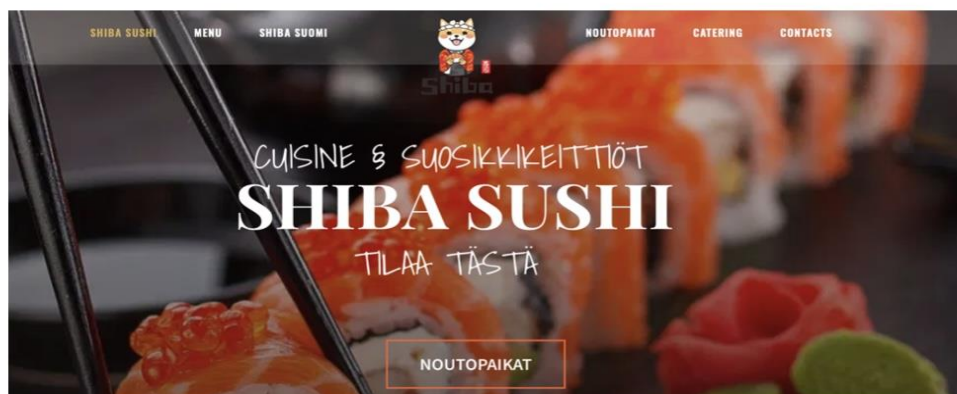 SHIBA SUSHI MENU SHIBA SUOMI NOUTOPAIKAT CATERING CONTACTS
Shiba
CUISINE & SUOSIKKIKEITTIÖT
SHIBA SUSHI
TILAA TÄSTÄ
NOUTOPAIKAT